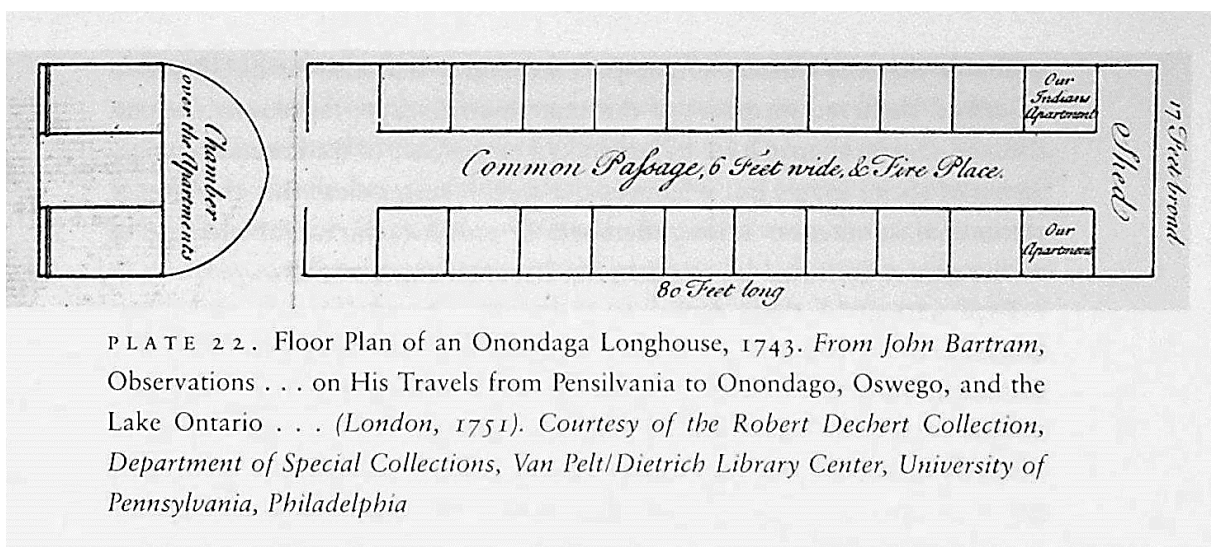 Chamber
over the Apartments
Our
Indians
Apartment
Common Paſsage, 6 Feet wide, & Fire Place.
Shed
17 Feet broad
Our
Apartment
80 Feet long
PLATE 22. Floor Plan of an Onondaga Longhouse, 1743. From John Bartram,
Observations . . . on His Travels from Pensilvania to Onondago, Oswego, and the
Lake Ontario . . . (London, 1751). Courtesy of the Robert Dechert Collection,
Department of Special Collections, Van Pelt/Dietrich Library Center, University of
Pennsylvania, Philadelphia